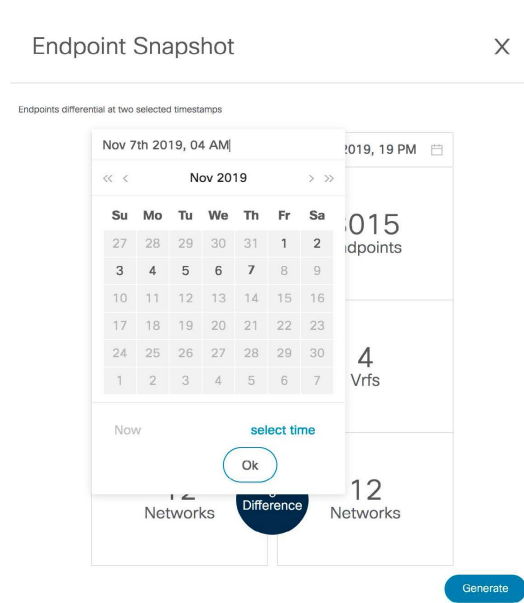 Endpoint Snapshot
X
Endpoints differential at two selected timestamps
Nov 7th 2019, 04 AM
2019, 19 PM
« < Nov 2019 > »
Su Mo Tu We Th Fr Sa
27 28 29 30 31 1 2
3 4 5 6 7 8 9
10 11 12 13 14 15 16
17 18 19 20 21 22 23
24 25 26 27 28 29 30
1 2 3 4 5 6 7
015
dpoints
4
Vrfs
Now select time
Ok
12
Networks
Difference
12
Networks
Generate